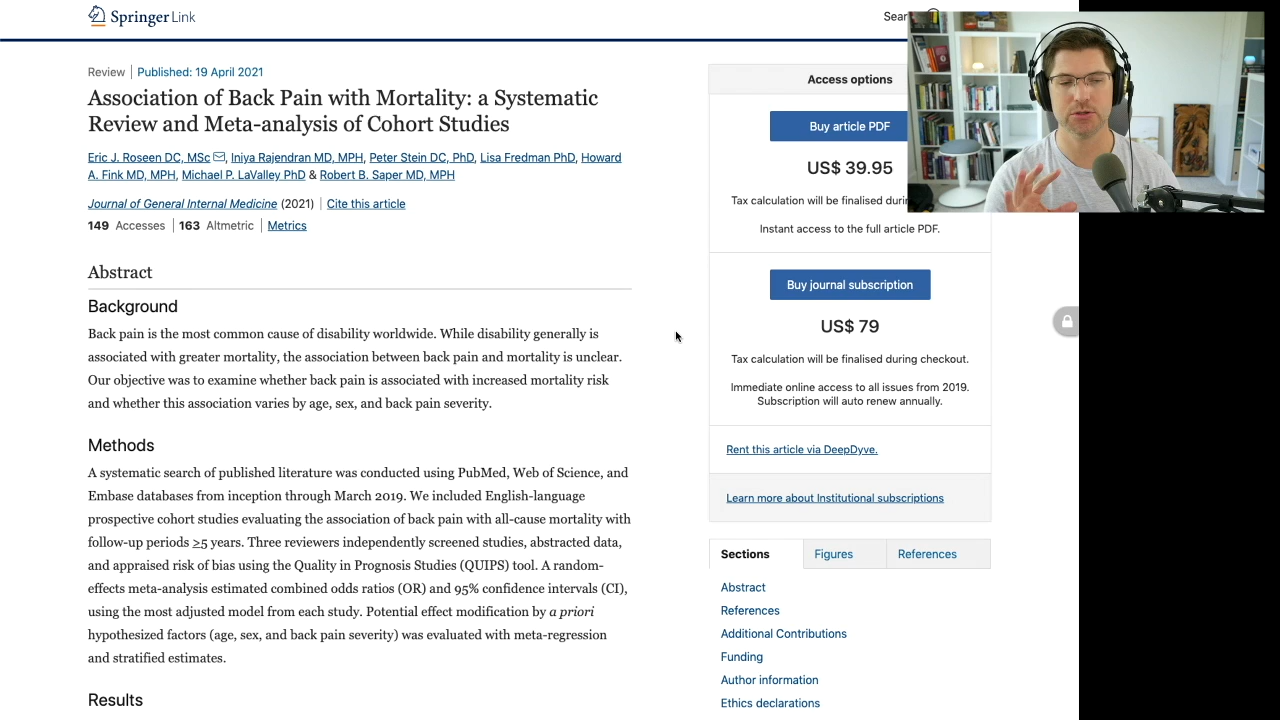 Springer Link
Sear
Review | Published: 19 April 2021
Association of Back Pain with Mortality: a Systematic
Review and Meta-analysis of Cohort Studies
Eric J. Roseen DC, MSc, Iniya Rajendran MD, MPH, Peter Stein DC, PhD, Lisa Fredman PhD, Howard
A. Fink MD, MPH, Michael P. LaValley PhD & Robert B. Saper MD, MPH
Journal of General Internal Medicine (2021) | Cite this article
149 Accesses | 163 Altmetric | Metrics
Abstract
Background
Back pain is the most common cause of disability worldwide. While disability generally is
associated with greater mortality, the association between back pain and mortality is unclear.
Our objective was to examine whether back pain is associated with increased mortality risk
and whether this association varies by age, sex, and back pain severity.
Methods
A systematic search of published literature was conducted using PubMed, Web of Science, and
Embase databases from inception through March 2019. We included English-language
prospective cohort studies evaluating the association of back pain with all-cause mortality with
follow-up periods >5 years. Three reviewers independently screened studies, abstracted data,
and appraised risk of bias using the Quality in Prognosis Studies (QUIPS) tool. A random-
effects meta-analysis estimated combined odds ratios (OR) and 95% confidence intervals (CI),
using the most adjusted model from each study. Potential effect modification by a priori
hypothesized factors (age, sex, and back pain severity) was evaluated with meta-regression
and stratified estimates.
Results
Access options
Buy article PDF
US$ 39.95
Tax calculation will be finalised durin
Instant access to the full article PDF.
Buy journal subscription
US$ 79
Tax calculation will be finalised during checkout.
Immediate online access to all issues from 2019.
Subscription will auto renew annually.
Rent this article via DeepDyve.
Learn more about Institutional subscriptions
Sections Figures References
Abstract
References
Additional Contributions
Funding
Author information
Ethics declarations